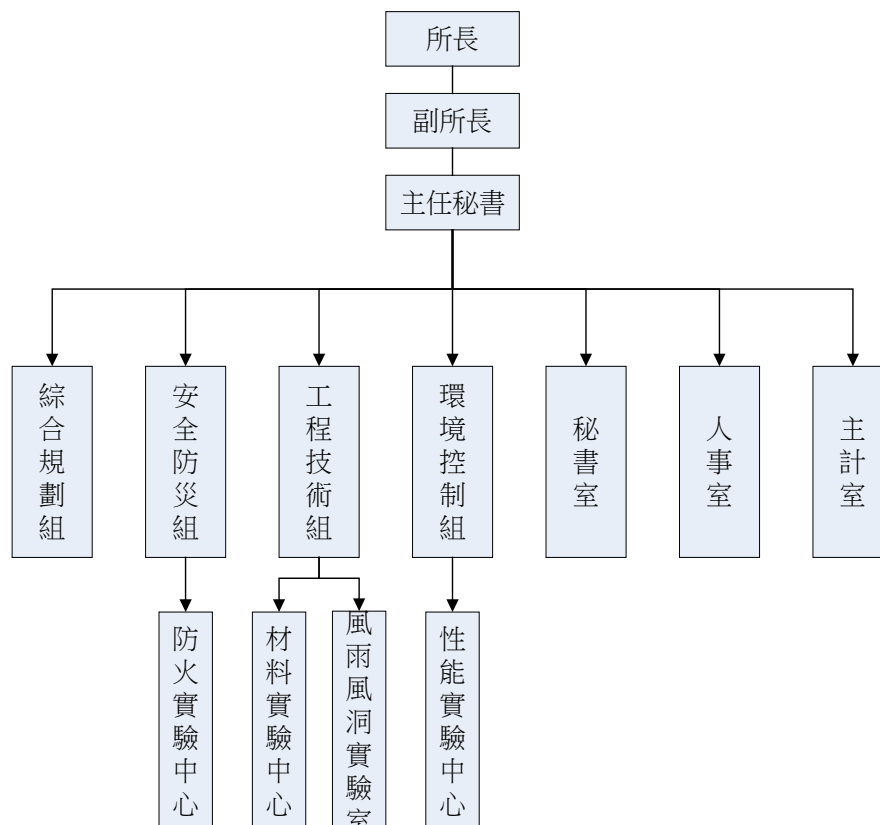 所長
副所長
主任秘書
綜合規劃組
安全防災組
工程技術組
環境控制組
秘書室
人事室
主計室
防火實驗中心
材料實驗中心
風雨風洞實驗室
性能實驗中心